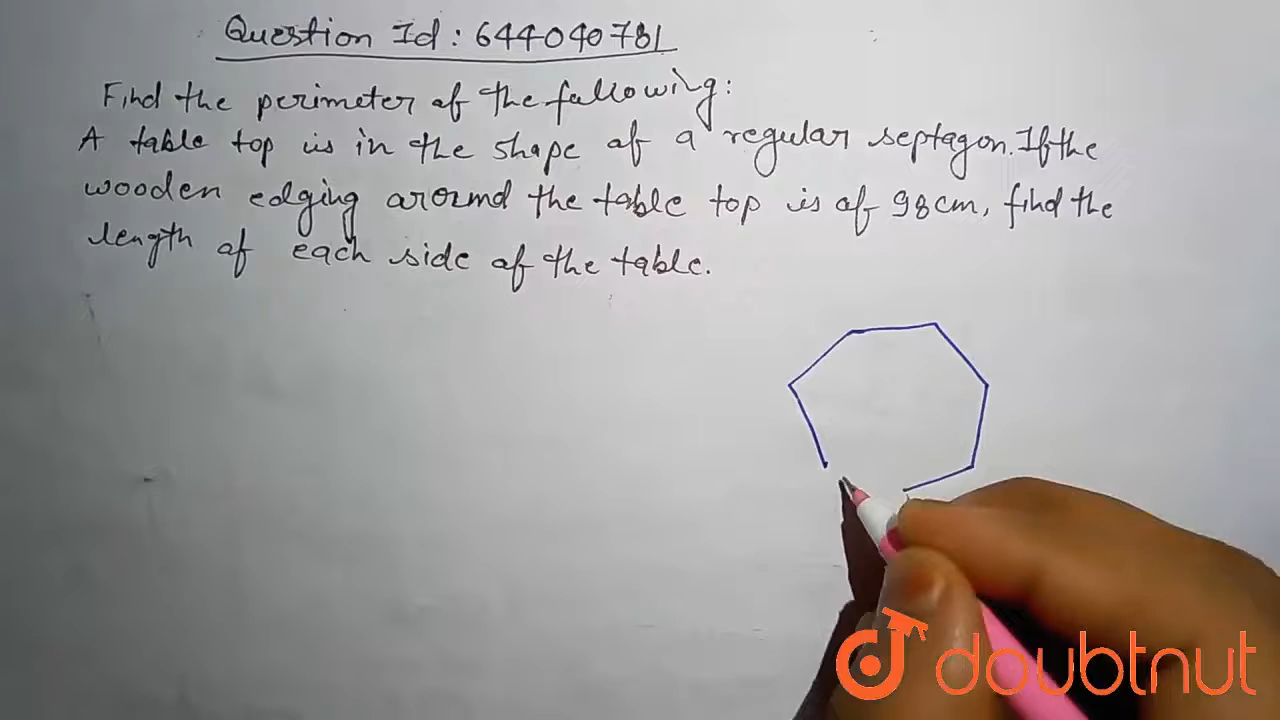 Question Id : 644040781
Find the perimeter of the following:
A table top is in the shape of a regular septagon. If the
wooden edging around the table top is of 98cm, find the
length of each side of the table.
doubtnut